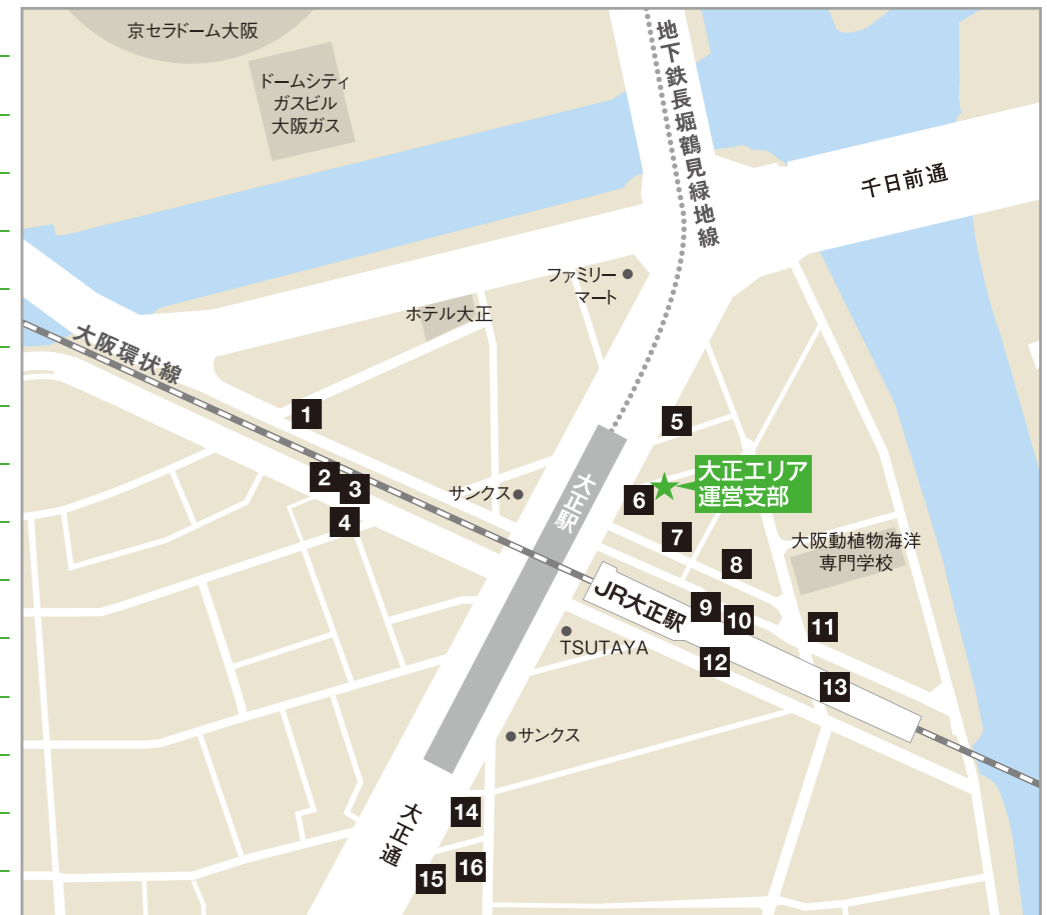 京セラドーム大阪
ドームシティ
ガスビル
大阪ガス
地下鉄長堀鶴見緑地線
千日前通
ファミリー
マート
ホテル大正
大阪環状線
1
5
大正エリア
運営支部
2
3
サンクス
大正駅
6
4
7
大阪動植物海洋
専門学校
8
JR大正駅
9
10
11
TSUTAYA
12
13
サンクス
大正通
14
15
16